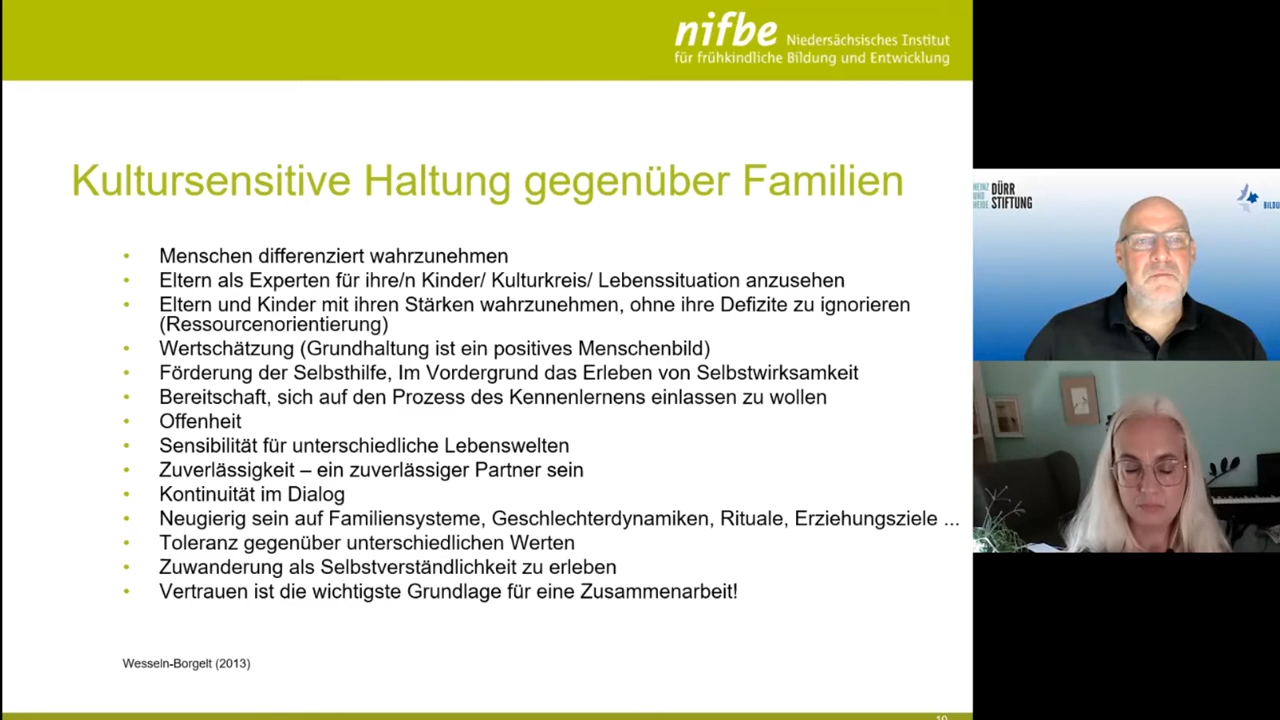 nifbe Niedersächsisches Institut
für frühkindliche Bildung und Entwicklung
Kultursensitive Haltung gegenüber Familien
• Menschen differenziert wahrzunehmen
• Eltern als Experten für ihre/n Kinder/ Kulturkreis/ Lebenssituation anzusehen
• Eltern und Kinder mit ihren Stärken wahrzunehmen, ohne ihre Defizite zu ignorieren
(Ressourcenorientierung)
• Wertschätzung (Grundhaltung ist ein positives Menschenbild)
• Förderung der Selbsthilfe, Im Vordergrund das Erleben von Selbstwirksamkeit
• Bereitschaft, sich auf den Prozess des Kennenlernens einlassen zu wollen
• Offenheit
• Sensibilität für unterschiedliche Lebenswelten
• Zuverlässigkeit – ein zuverlässiger Partner sein
• Kontinuität im Dialog
• Neugierig sein auf Familiensysteme, Geschlechterdynamiken, Rituale, Erziehungsziele ...
• Toleranz gegenüber unterschiedlichen Werten
• Zuwanderung als Selbstverständlichkeit zu erleben
• Vertrauen ist die wichtigste Grundlage für eine Zusammenarbeit!
Wesseln-Borgelt (2013)
HEINZ UND HEIDE
DÜRR
STIFTUNG
BILDU